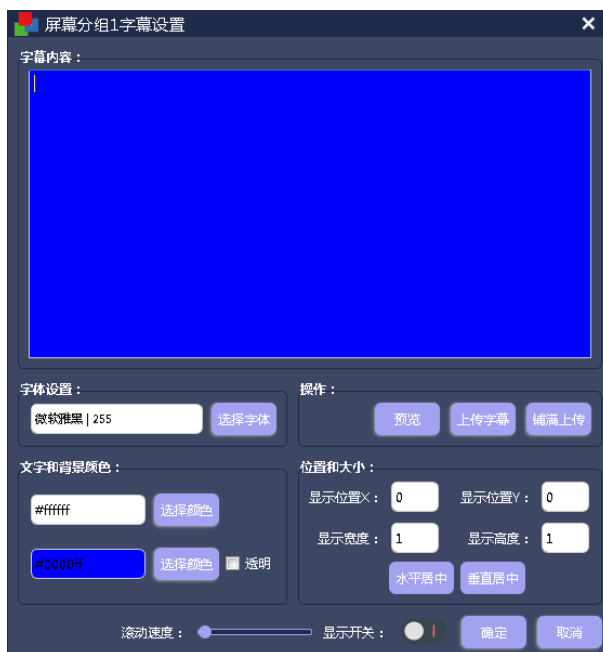 屏幕分组1字幕设置
字幕内容：
字体设置：
微软雅黑 | 255 选择字体
操作：
预览 上传字幕 铺满上传
文字和背景颜色：
#ffffff 选择颜色
#0000ff 选择颜色 透明
位置和大小：
显示位置X： 0 显示位置Y： 0
显示宽度： 1 显示高度： 1
水平居中 垂直居中
滚动速度： 显示开关： 确定 取消